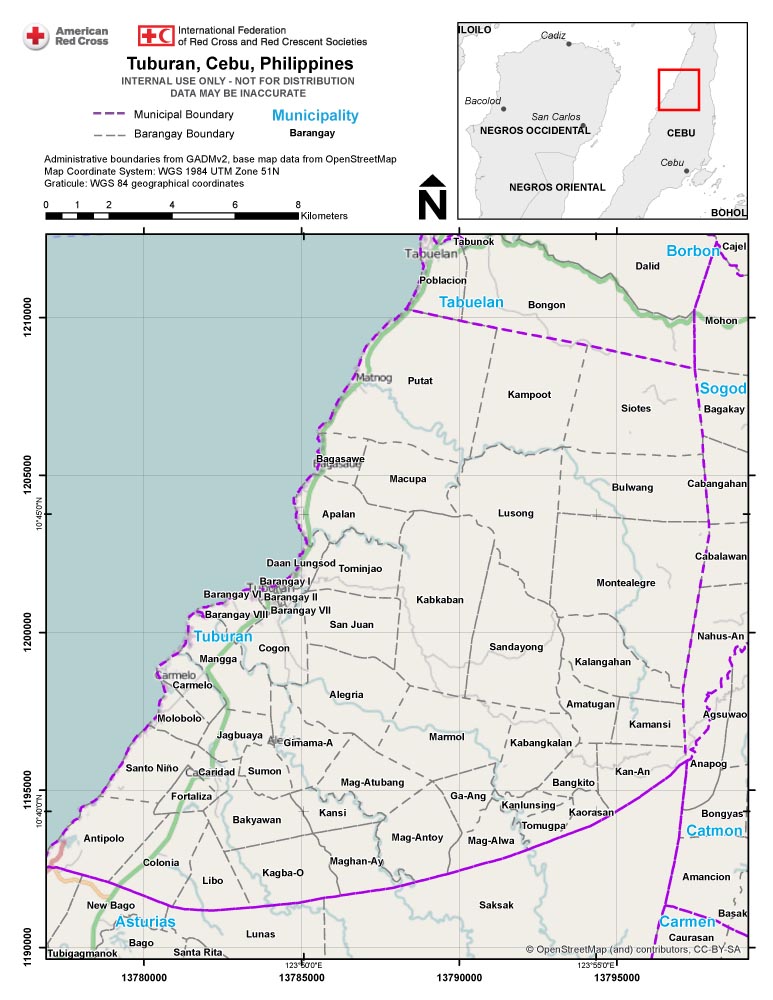 American
Red Cross
International Federation
of Red Cross and Red Crescent Societies
Tuburan, Cebu, Philippines
INTERNAL USE ONLY - NOT FOR DISTRIBUTION
DATA MAY BE INACCURATE
Municipal Boundary
Municipality
Barangay Boundary
Barangay
Administrative boundaries from GADMv2, base map data from OpenStreetMap
Map Coordinate System: WGS 1984 UTM Zone 51N
Graticule: WGS 84 geographical coordinates
0 1 2 4 6 8
Kilometers
N
ILOILO
Cadiz
Bacolod
San Carlos
NEGROS OCCIDENTAL
CEBU
Cebu
NEGROS ORIENTAL
BOHOL
Tabunok
Borbon
Cajel
Tabuelan
Dalid
Poblacion
Tabuelan
Bongon
1210000
Mohon
Matnog
Putat
Sogod
Kampoot
Siotes
Bagakay
Bagasawe
1205000
Macupa
Bulwang
Cabangahan
10°45'0"N
Apalan
Lusong
Cabalawan
Daan Lungsod
Tominjao
Barangay I
Montealegre
Barangay VI
Barangay II
Kabkaban
Barangay VIII
Barangay VII
San Juan
1200000
Tuburan
Nahus-An
Cogon
Sandayong
Mangga
Kalangahan
Carmelo
Carmelo
Alegria
Amatugan
Molobolo
Agsuwao
Kamansi
Jagbuaya
Gimama-A
Marmol
Kabangkalan
Santo Niño
Caridad
Sumon
Anapog
Kan-An
Mag-Atubang
Bangkito
1195000
Fortaliza
Ga-Ang
Kanlunsing
10°40'0"N
Kansi
Kaorasan
Bongyas
Bakyawan
Tomugpa
Catmon
Antipolo
Mag-Antoy
Mag-Alwa
Colonia
Maghan-Ay
Kagba-O
Amancion
Libo
New Bago
Saksak
Basak
Asturias
Carmen
Lunas
Caurasan
Bago
1190000
Tubigagmanok
Santa Rita
© OpenStreetMap (and) contributors, CC-BY-SA
123°50'0"E
123°55'0"E
13780000
13785000
13790000
13795000